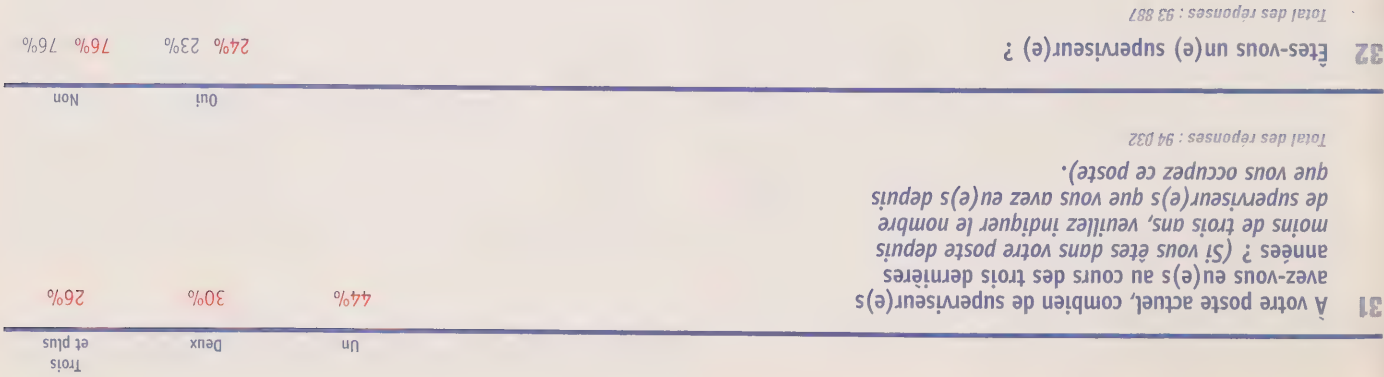 Trois
Un Deux et plus
31 À votre poste actuel, combien de superviseur(e)s 44% 30% 26%
avez-vous eu(e)s au cours des trois dernières
années ? (Si vous êtes dans votre poste depuis
moins de trois ans, veuillez indiquer le nombre
de superviseur(e)s que vous avez eu(e)s depuis
que vous occupez ce poste).
Total des réponses : 94 032
Oui Non
32 Êtes-vous un(e) superviseur(e) ? 24% 23% 76% 76%
Total des réponses : 93 887